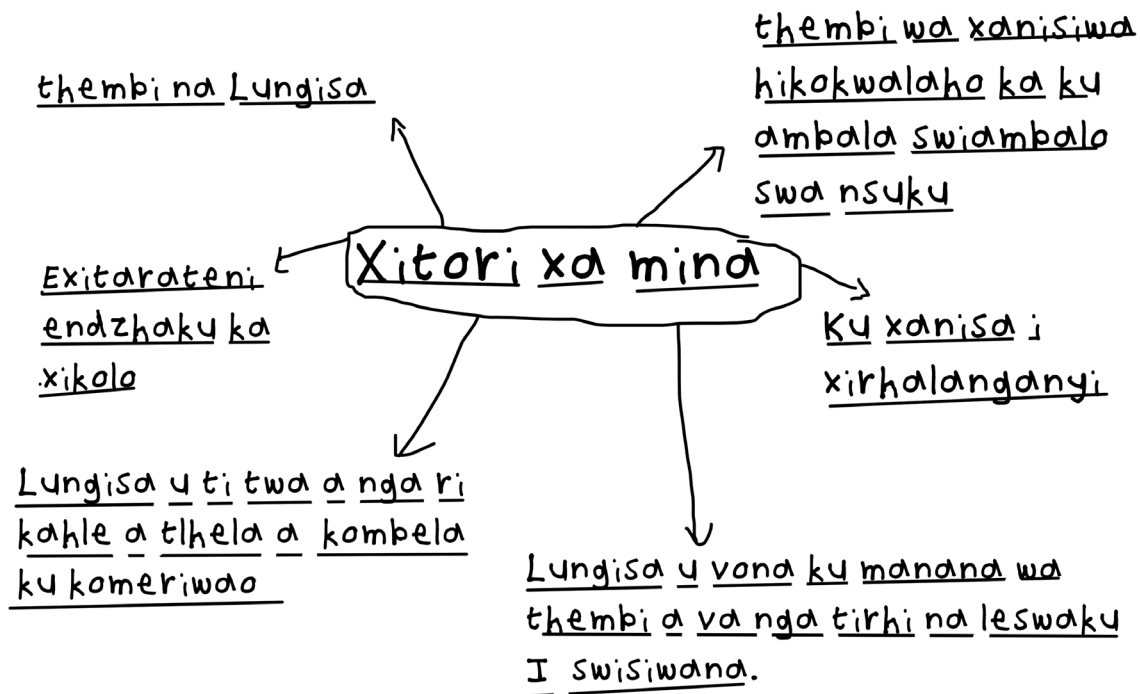 thembi na Lungisa
thembi wa xanisiwa
hikokwalaho ka ku
ambala swiambalo
swa nsuku
Xitori xa mina
Exitarateni
endzhaku ka
xikolo
Ku xanisa i
xirhalanganyi
Lungisa u ti twa a nga ri
kahle a tlhela a kombela
ku komeriwao
Lungisa u vona ku manana wa
thembi a va nga tirhi na leswaku
I swisiwana.